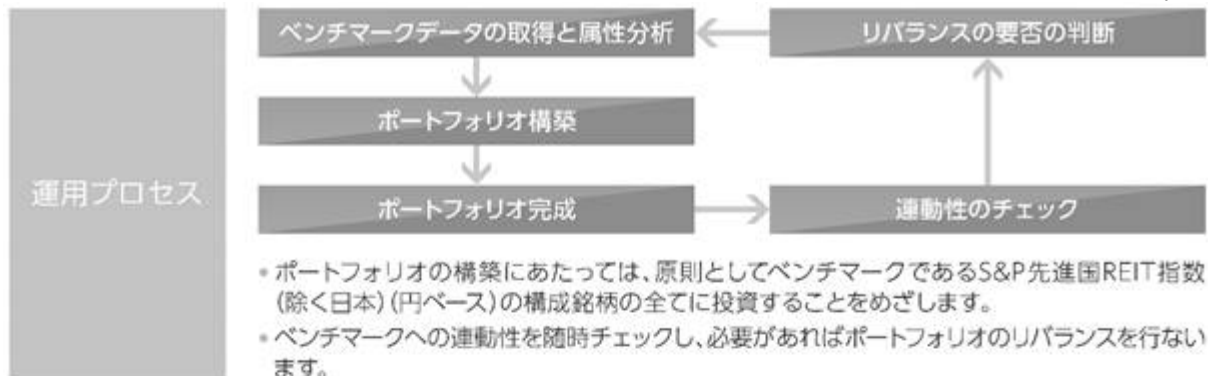 運用プロセス
ベンチマークデータの取得と属性分析
リバランスの要否の判断
ポートフォリオ構築
ポートフォリオ完成
連動性のチェック
•ポートフォリオの構築にあたっては、原則としてベンチマークであるS&P先進国REIT指数
(除く日本)(円ベース)の構成銘柄の全てに投資することをめざします。
•ベンチマークへの連動性を随時チェックし、必要があればポートフォリオのリバランスを行ない
ます。